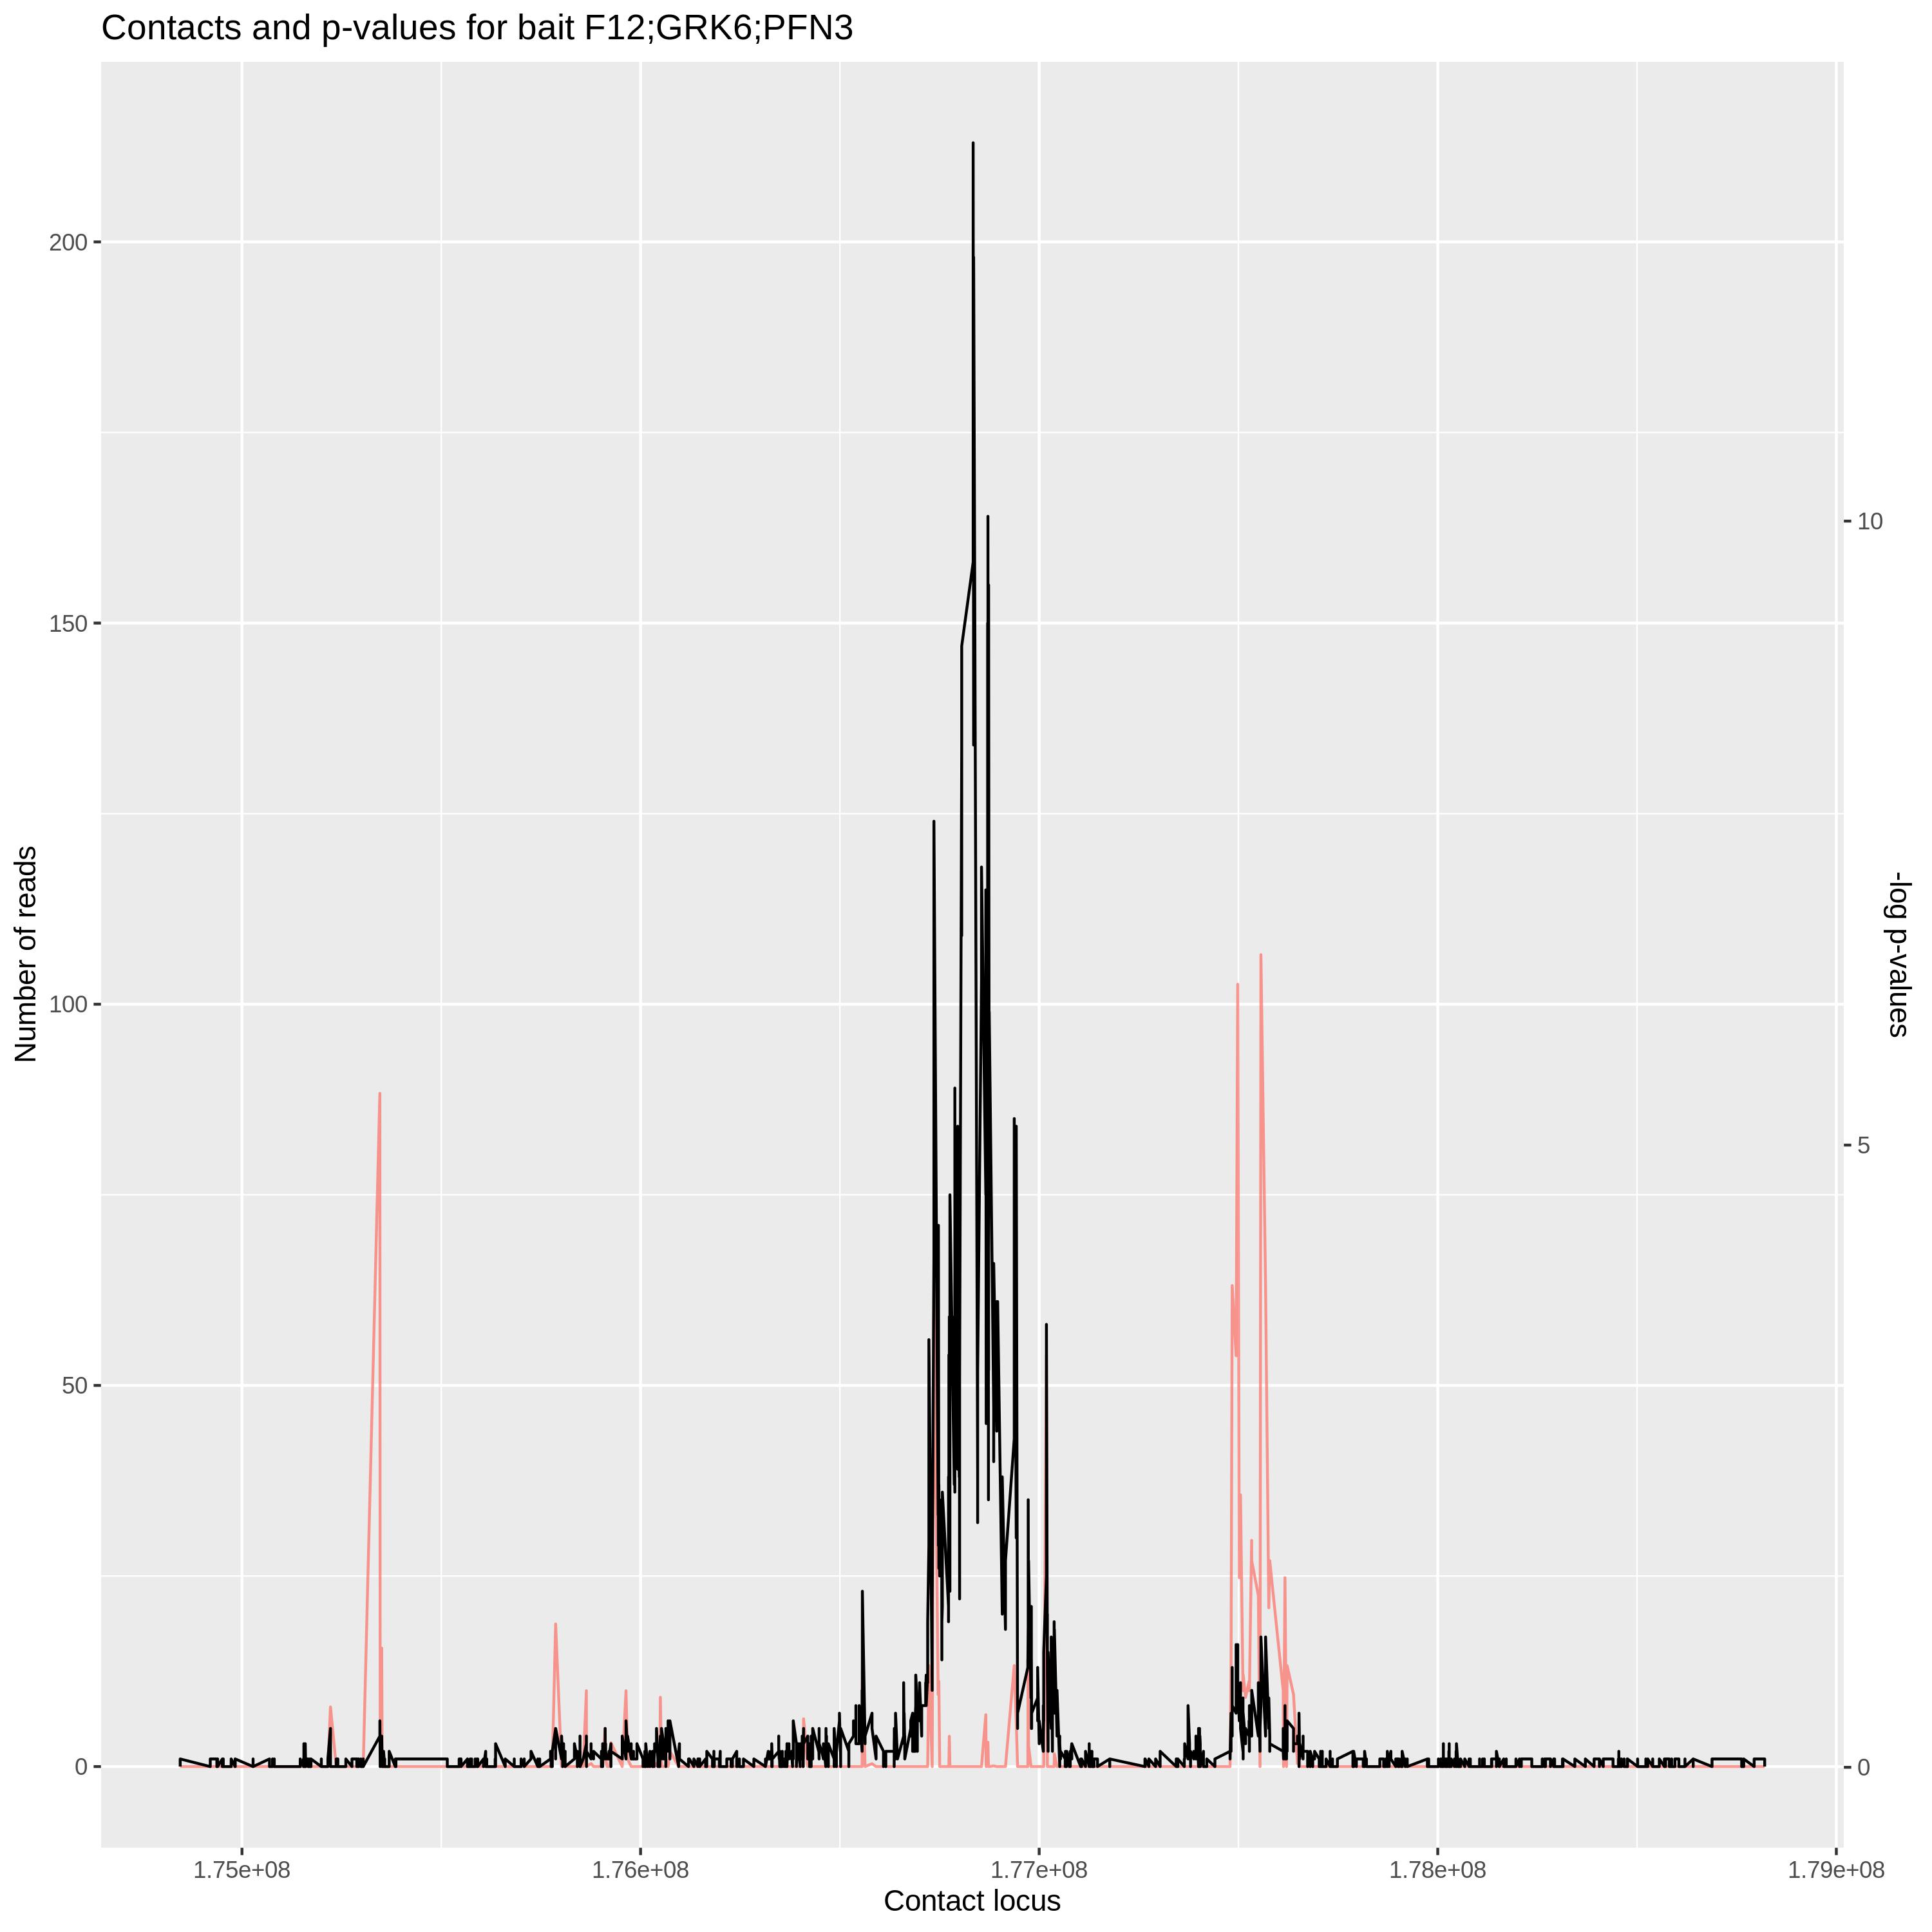 Contacts and p-values for bait F12;GRK6;PFN3
Number of reads
200
150
100
50
0
10
5
0
-log p-values
1.75e+08 1.76e+08 1.77e+08 1.78e+08 1.79e+08
Contact locus